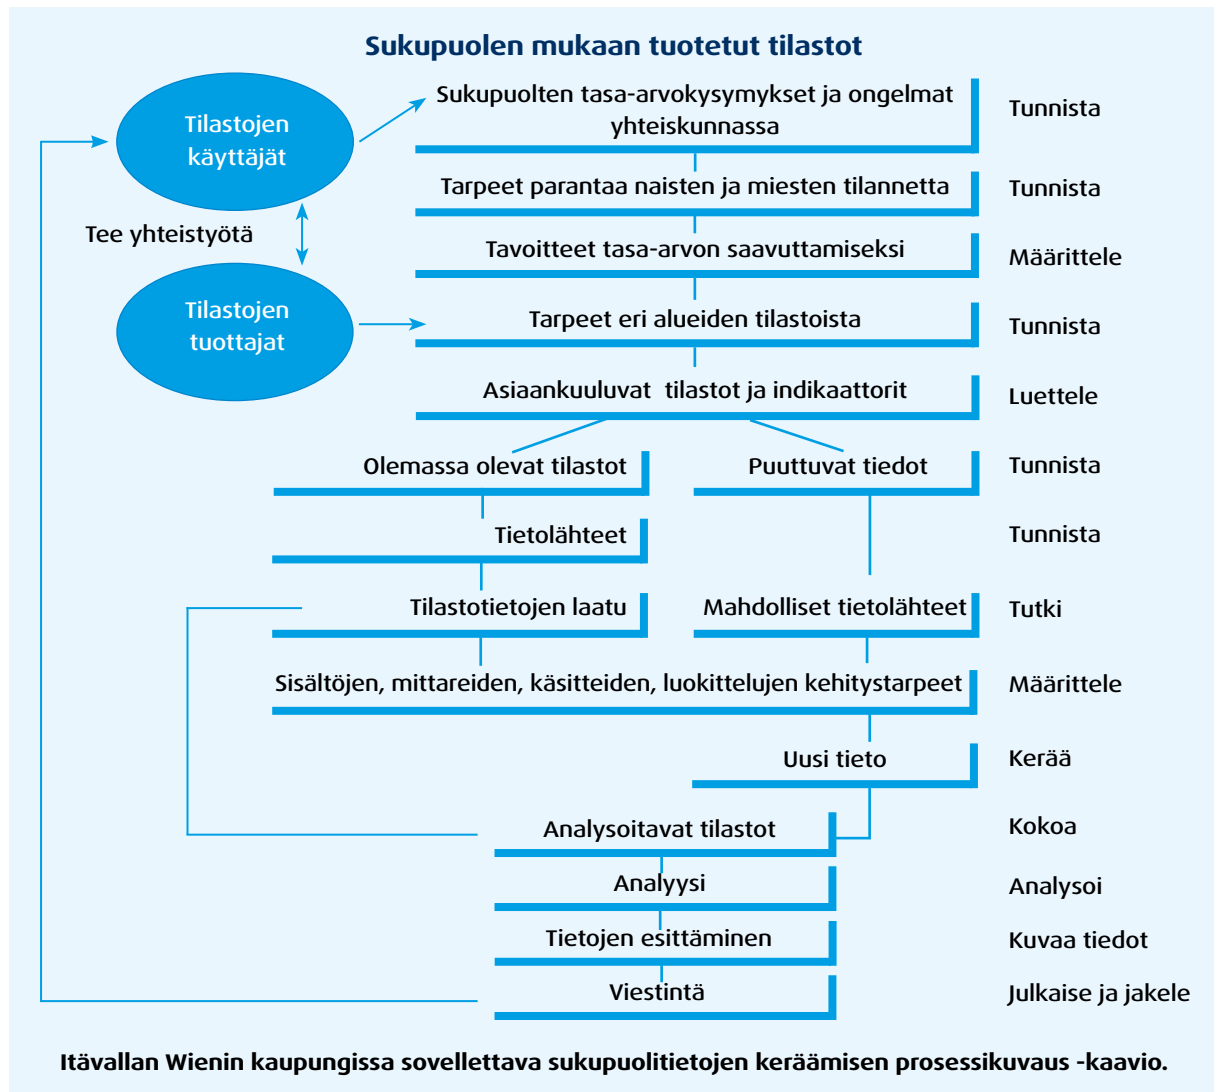 Sukupuolen mukaan tuotetut tilastot
Tilastojen
käyttäjät
Sukupuolten tasa-arvokysymykset ja ongelmat
yhteiskunnassa
Tunnista
Tarpeet parantaa naisten ja miesten tilannetta
Tunnista
Tee yhteistyötä
Tavoitteet tasa-arvon saavuttamiseksi
Määrittele
Tilastojen
tuottajat
Tarpeet eri alueiden tilastoista
Tunnista
Asiaankuuluvat tilastot ja indikaattorit
Luettele
Olemassa olevat tilastot
Puuttuvat tiedot
Tunnista
Tietolähteet
Tunnista
Tilastotietojen laatu
Mahdolliset tietolähteet
Tutki
Sisältöjen, mittareiden, käsitteiden, luokittelujen kehitystarpeet
Määrittele
Uusi tieto
Kerää
Analysoitavat tilastot
Kokoa
Analyysi
Analysoi
Tietojen esittäminen
Kuvaa tiedot
Viestintä
Julkaise ja jakele
Itävallan Wienin kaupungissa sovellettava sukupuolitietojen keräämisen prosessikuvaus -kaavio.